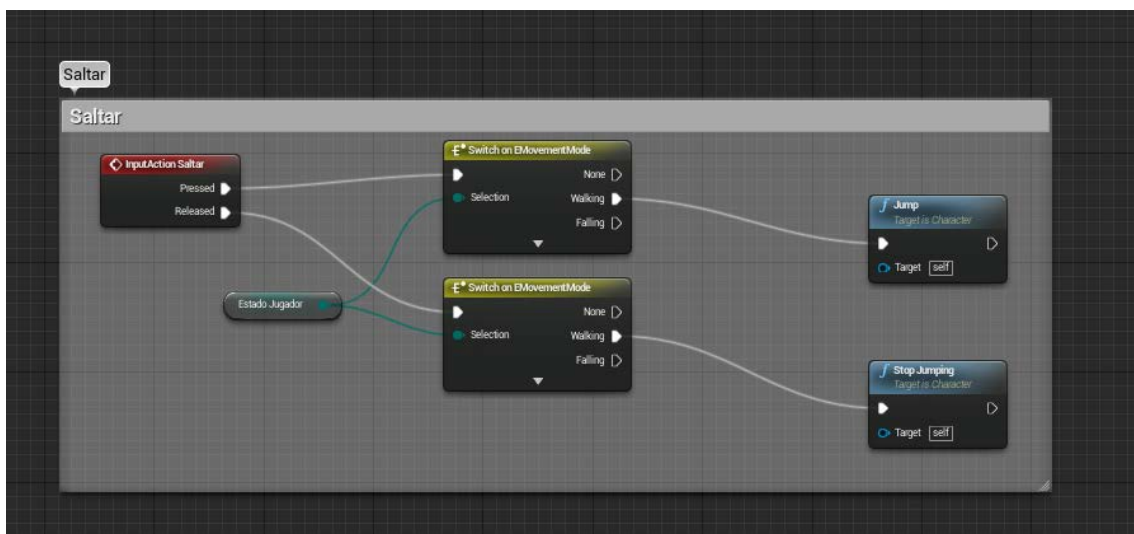 Saltar
Saltar
InputAction Saltar
Pressed
Released
Estado Jugador
Switch on EMovementMode
None
Selection
Walking
Falling
Switch on EMovementMode
None
Selection
Walking
Falling
f Jump
Target is Character
Target self
f Stop Jumping
Target is Character
Target self